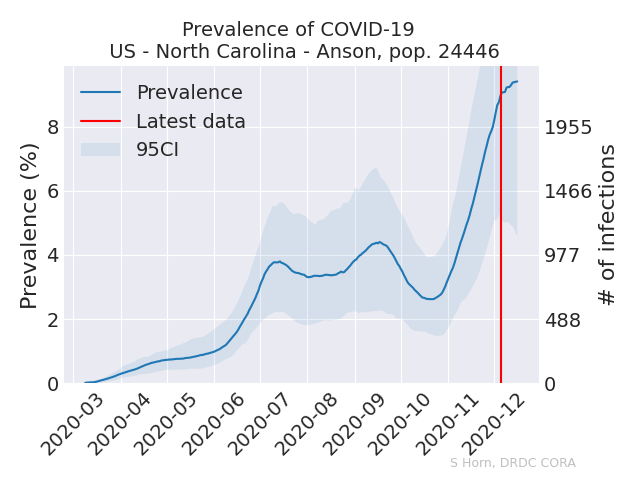 Prevalence of COVID-19
US - North Carolina - Anson, pop. 24446
Prevalence
Latest data
95CI
Prevalence (%)
8
6
4
2
0
1955
1466
977
488
0
# of infections
2020-03
2020-04
2020-05
2020-06
2020-07
2020-08
2020-09
2020-10
2020-11
2020-12
S Horn, DRDC CORA